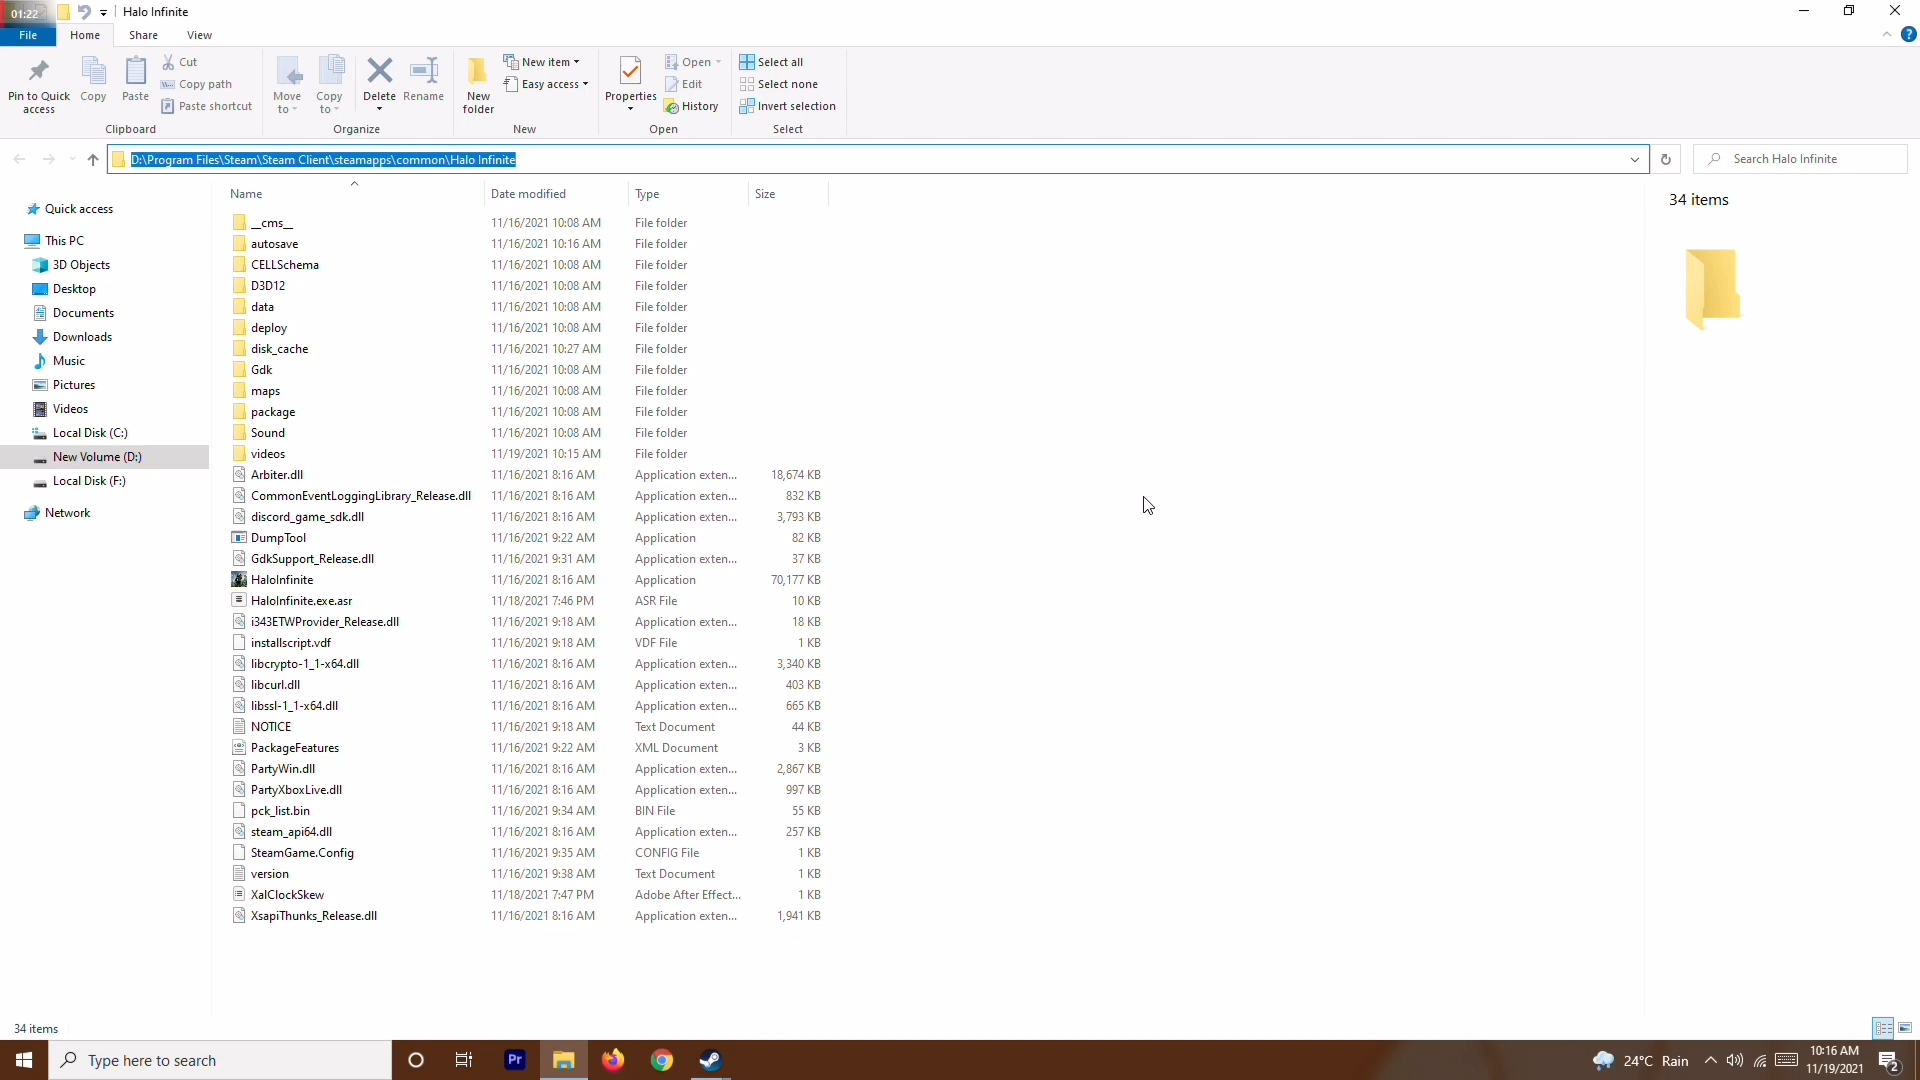 01:22 Halo Infinite
File Home Share View
Pin to Quick access
Copy
Paste
Cut
Copy path
Paste shortcut
Clipboard
Move to
Copy to
Delete
Rename
Organize
New folder
New item
Easy access
New
Properties
Open
Edit
History
Open
Select all
Select none
Invert selection
Select
D:\Program Files\Steam\Steam Client\steamapps\common\Halo Infinite
Search Halo Infinite
Quick access
This PC
3D Objects
Desktop
Documents
Downloads
Music
Pictures
Videos
Local Disk (C:)
New Volume (D:)
Local Disk (F:)
Network
Name Date modified Type Size
__cms__ 11/16/2021 10:08 AM File folder
autosave 11/16/2021 10:16 AM File folder
CELLSchema 11/16/2021 10:08 AM File folder
D3D12 11/16/2021 10:08 AM File folder
data 11/16/2021 10:08 AM File folder
deploy 11/16/2021 10:08 AM File folder
disk_cache 11/16/2021 10:27 AM File folder
Gdk 11/16/2021 10:08 AM File folder
maps 11/16/2021 10:08 AM File folder
package 11/16/2021 10:08 AM File folder
Sound 11/16/2021 10:08 AM File folder
videos 11/19/2021 10:15 AM File folder
Arbiter.dll 11/16/2021 8:16 AM Application exten... 18,674 KB
CommonEventLoggingLibrary_Release.dll 11/16/2021 8:16 AM Application exten... 832 KB
discord_game_sdk.dll 11/16/2021 8:16 AM Application exten... 3,793 KB
DumpTool 11/16/2021 9:22 AM Application 82 KB
GdkSupport_Release.dll 11/16/2021 9:31 AM Application exten... 37 KB
HaloInfinite 11/16/2021 8:16 AM Application 70,177 KB
HaloInfinite.exe.asr 11/18/2021 7:46 PM ASR File 10 KB
i343ETWProvider_Release.dll 11/16/2021 9:18 AM Application exten... 18 KB
installscript.vdf 11/16/2021 9:18 AM VDF File 1 KB
libcrypto-1_1-x64.dll 11/16/2021 8:16 AM Application exten... 3,340 KB
libcurl.dll 11/16/2021 8:16 AM Application exten... 403 KB
libssl-1_1-x64.dll 11/16/2021 8:16 AM Application exten... 665 KB
NOTICE 11/16/2021 9:18 AM Text Document 44 KB
PackageFeatures 11/16/2021 9:22 AM XML Document 3 KB
PartyWin.dll 11/16/2021 8:16 AM Application exten... 2,867 KB
PartyXboxLive.dll 11/16/2021 8:16 AM Application exten... 997 KB
pck_list.bin 11/16/2021 9:34 AM BIN File 55 KB
steam_api64.dll 11/16/2021 8:16 AM Application exten... 257 KB
SteamGame.Config 11/16/2021 9:35 AM CONFIG File 1 KB
version 11/16/2021 9:38 AM Text Document 1 KB
XalClockSkew 11/18/2021 7:47 PM Adobe After Effect... 1 KB
XsapiThunks_Release.dll 11/16/2021 8:16 AM Application exten... 1,941 KB
34 items
34 items
Type here to search
Pr
24°C Rain
10:16 AM
11/19/2021
2